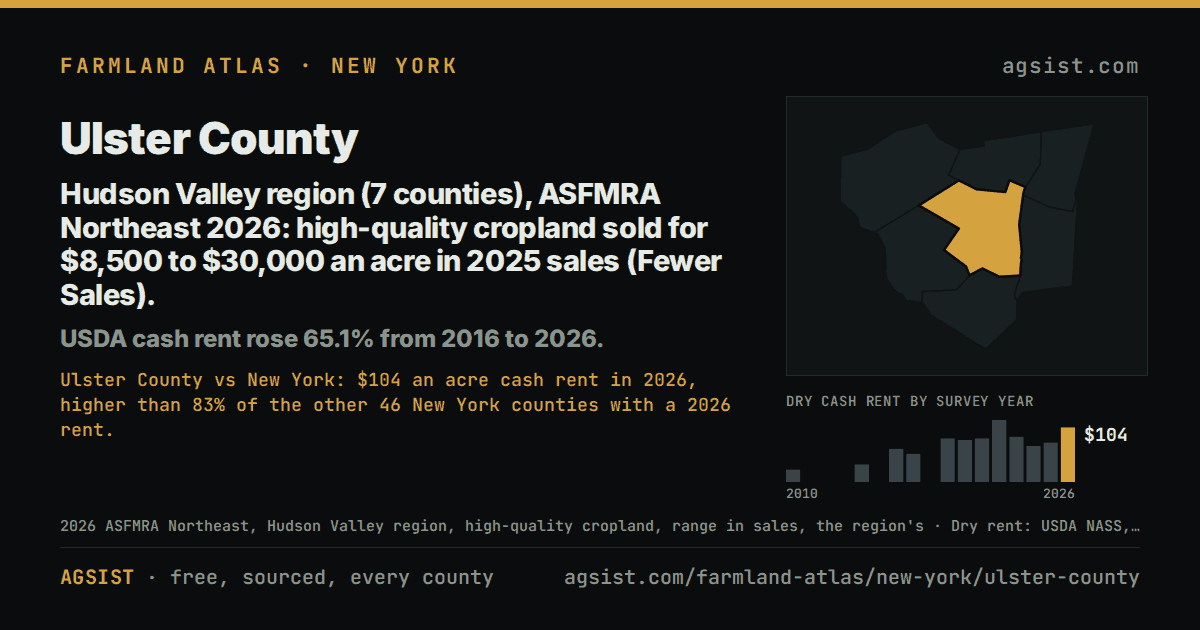 FARMLAND ATLAS · NEW YORK
agsist.com
Ulster County
Hudson Valley region (7 counties), ASFMRA
Northeast 2026: high-quality cropland sold for
$8,500 to $30,000 an acre in 2025 sales (Fewer
Sales).
USDA cash rent rose 65.1% from 2016 to 2026.
Ulster County vs New York: $104 an acre cash rent in 2026,
higher than 83% of the other 46 New York counties with a 2026
rent.
DRY CASH RENT BY SURVEY YEAR
$104
2010
2026
2026 ASFMRA Northeast, Hudson Valley region, high-quality cropland, range in sales, the region's · Dry rent: USDA NASS,…
AGSIST · free, sourced, every county
agsist.com/farmland-atlas/new-york/ulster-county